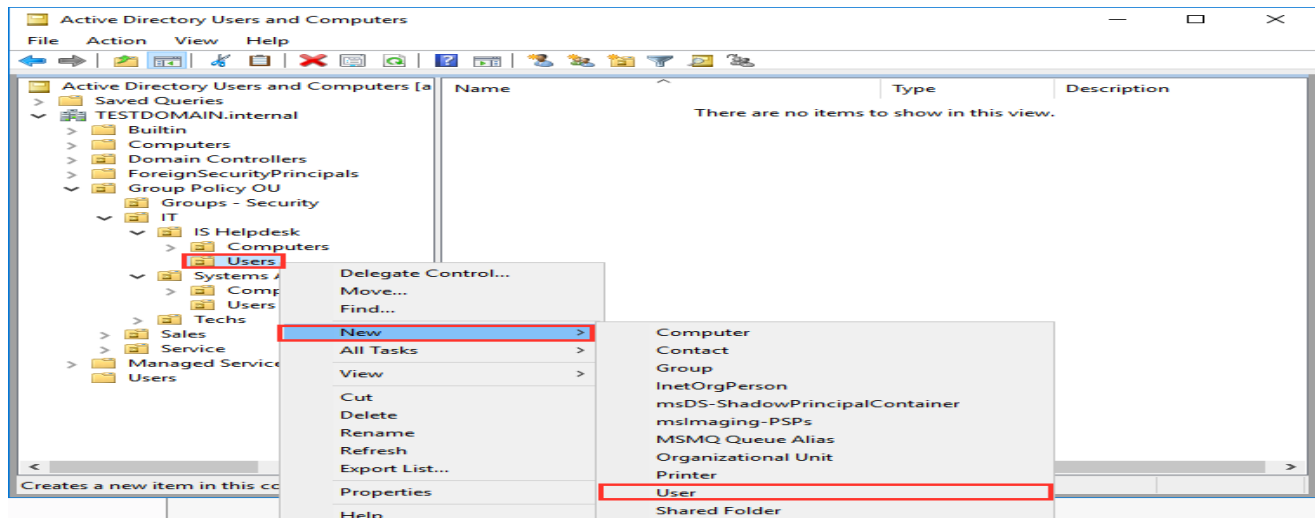 Active Directory Users and Computers
File Action View Help
Active Directory Users and Computers [a
Saved Queries
TESTDOMAIN.internal
Builtin
Computers
Domain Controllers
ForeignSecurityPrincipals
Group Policy OU
Groups - Security
IT
IS Helpdesk
Computers
Users
Systems
Comp
Users
Techs
Sales
Service
Managed Service
Users
Name Type Description
There are no items to show in this view.
Delegate Control...
Move...
Find...
New >
All Tasks >
View >
Cut
Delete
Rename
Refresh
Export List...
Properties
Help
Computer
Contact
Group
InetOrgPerson
msDS-ShadowPrincipalContainer
msImaging-PSPs
MSMQ Queue Alias
Organizational Unit
Printer
User
Shared Folder
Creates a new item in this co